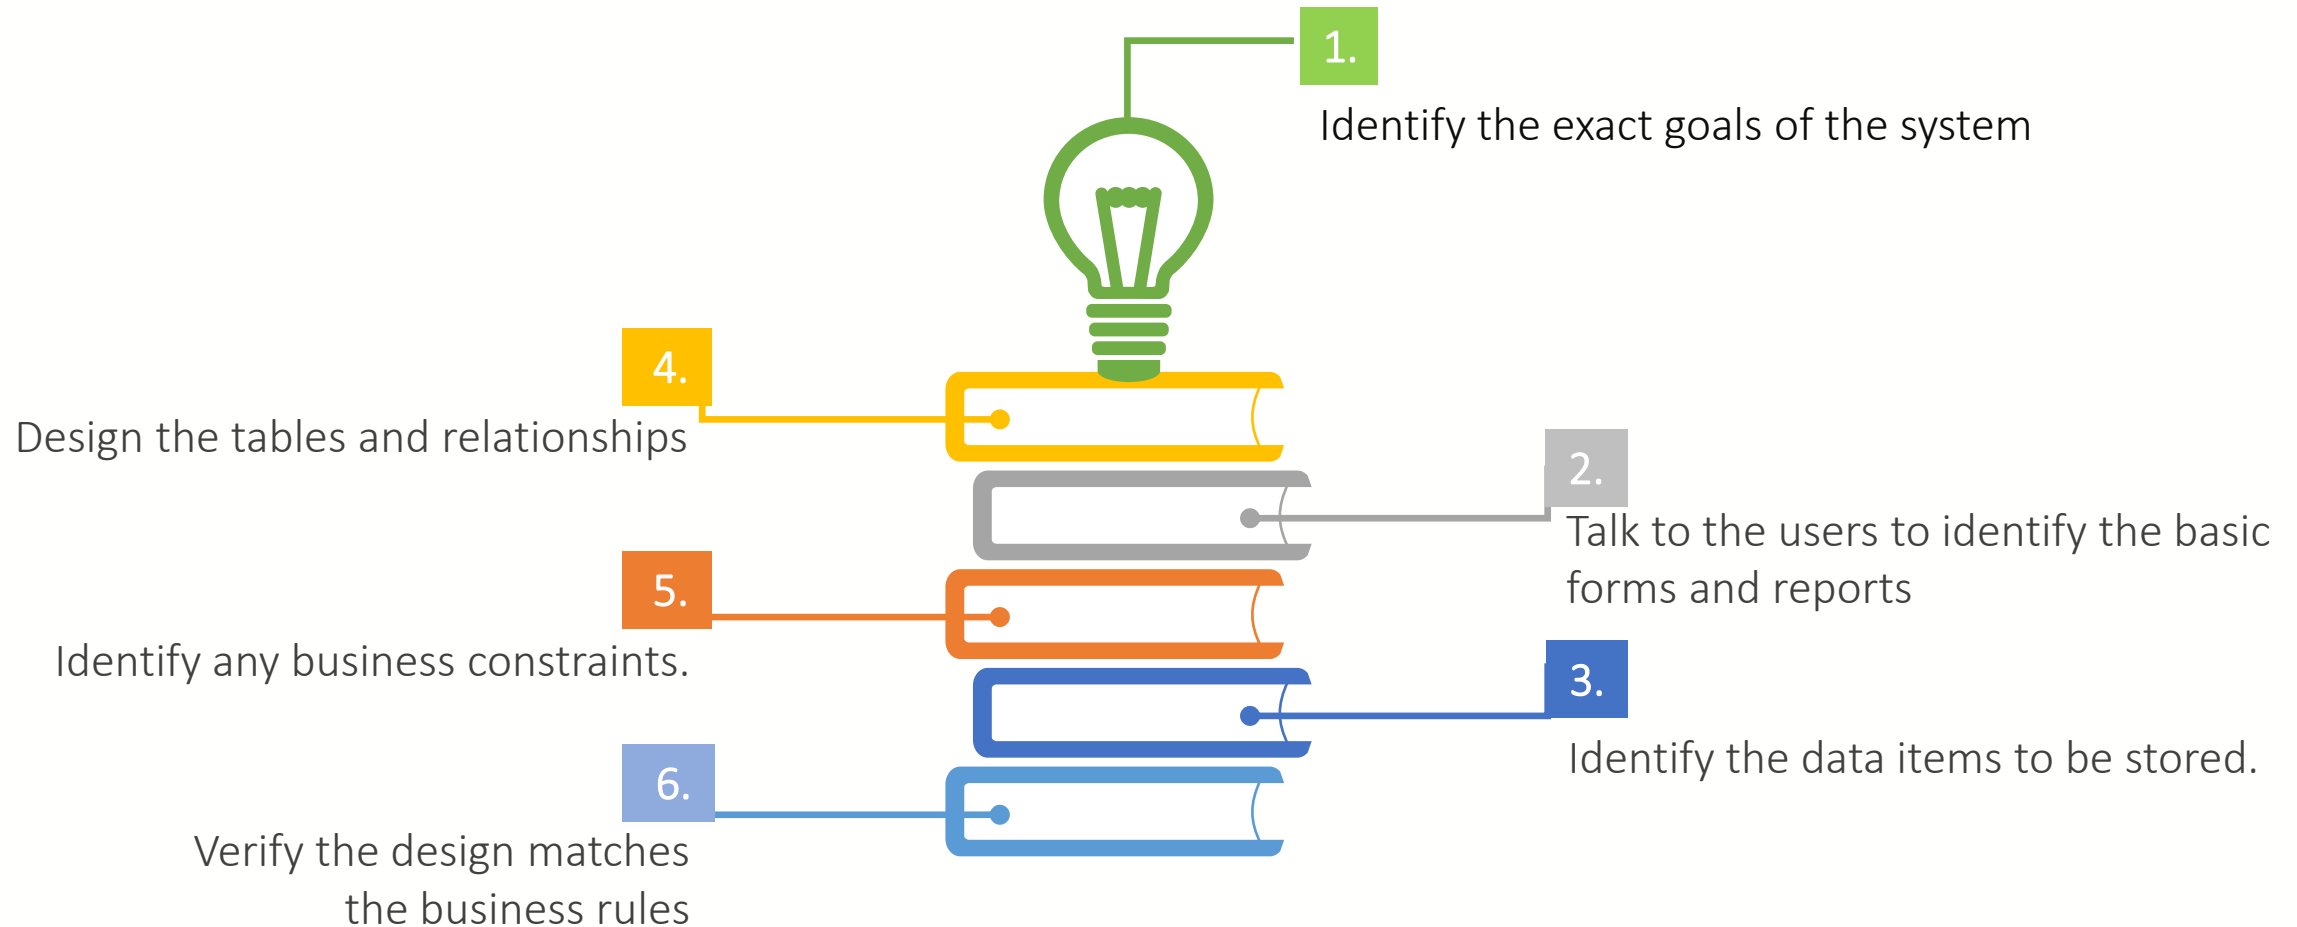 1.
Identify the exact goals of the system
2.
Talk to the users to identify the basic
forms and reports
3.
Identify the data items to be stored.
4.
Design the tables and relationships
5.
Identify any business constraints.
6.
Verify the design matches
the business rules